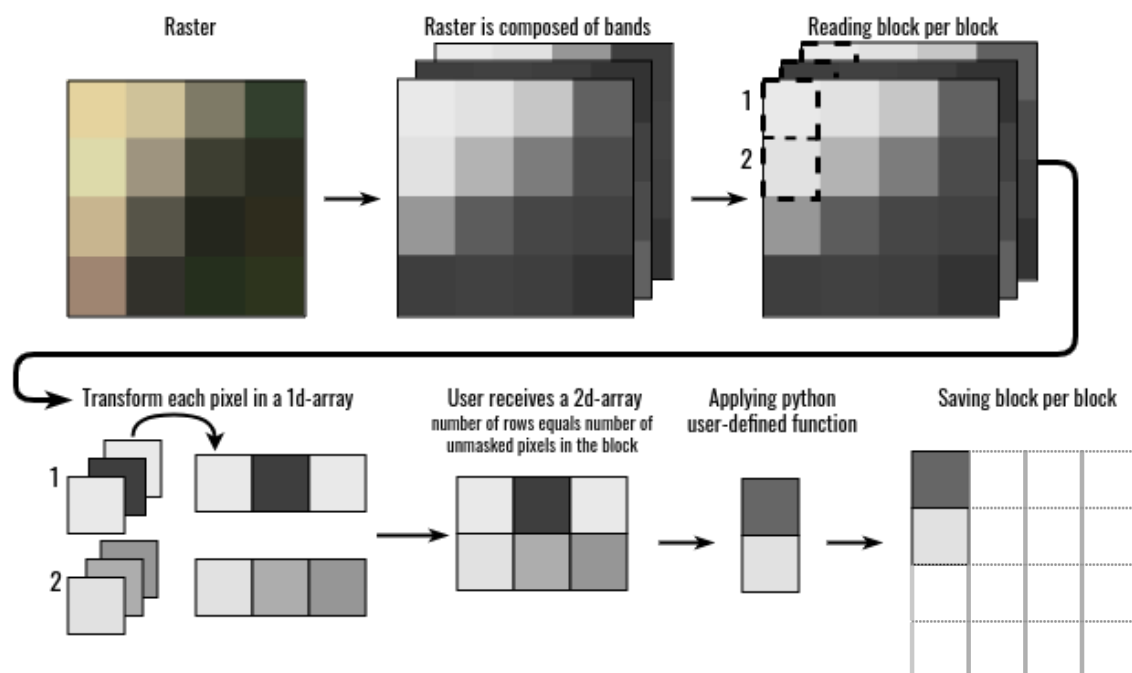 Raster
Raster is composed of bands
Reading block per block
1
2
Transform each pixel in a 1d-array
User receives a 2d-array
number of rows equals number of
unmasked pixels in the block
Applying python
user-defined function
Saving block per block
1
2